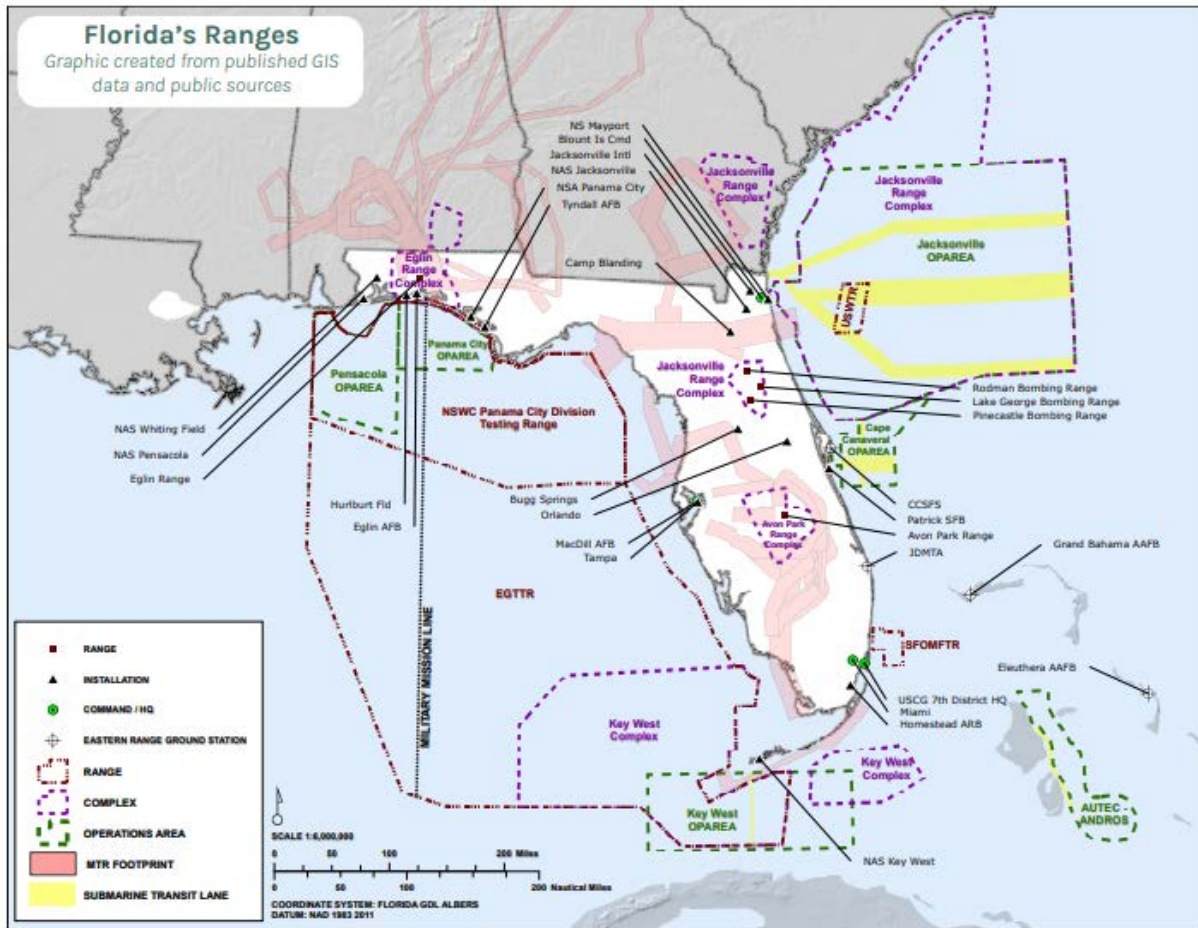 Florida's Ranges
Graphic created from published GIS
data and public sources
NS Mayport
Blount Is Cmd
Jacksonville Intl
NAS Jacksonville
NSA Panama City
Tyndall AFB
Camp Blanding
Jacksonville
Range
Complex
Jacksonville
Range
Complex
Jacksonville
OPAREA
USWTR
Eglin
Range
Complex
Panama City
OPAREA
Pensacola
OPAREA
Jacksonville
Range
Complex
Rodman Bombing Range
Lake George Bombing Range
Pinecastle Bombing Range
NSWC Panama City Division
Testing Range
NAS Whiting Field
NAS Pensacola
Eglin Range
Cape
Canaveral
OPAREA
Hurlburt Fld
Eglin AFB
Bugg Springs
Orlando
MacDill AFB
Tampa
Avon Park
Range
Complex
CCSFS
Patrick SFB
Avon Park Range
JDMTA
Grand Bahama AAFB
EGTTR
MILITARY MISSION LINE
SFOMFTR
Eleuthera AAFB
USCG 7th District HQ
Miami
Homestead ARB
Key West
Complex
Key West
Complex
Key West
OPAREA
AUTEC -
ANDROS
NAS Key West
RANGE
INSTALLATION
COMMAND / HQ
EASTERN RANGE GROUND STATION
RANGE
COMPLEX
OPERATIONS AREA
MTR FOOTPRINT
SUBMARINE TRANSIT LANE
SCALE 1:6,000,000
0 50 100 200 Miles
0 50 100 200 Nautical Miles
COORDINATE SYSTEM: FLORIDA GDL ALBERS
DATUM: NAD 1983 2011